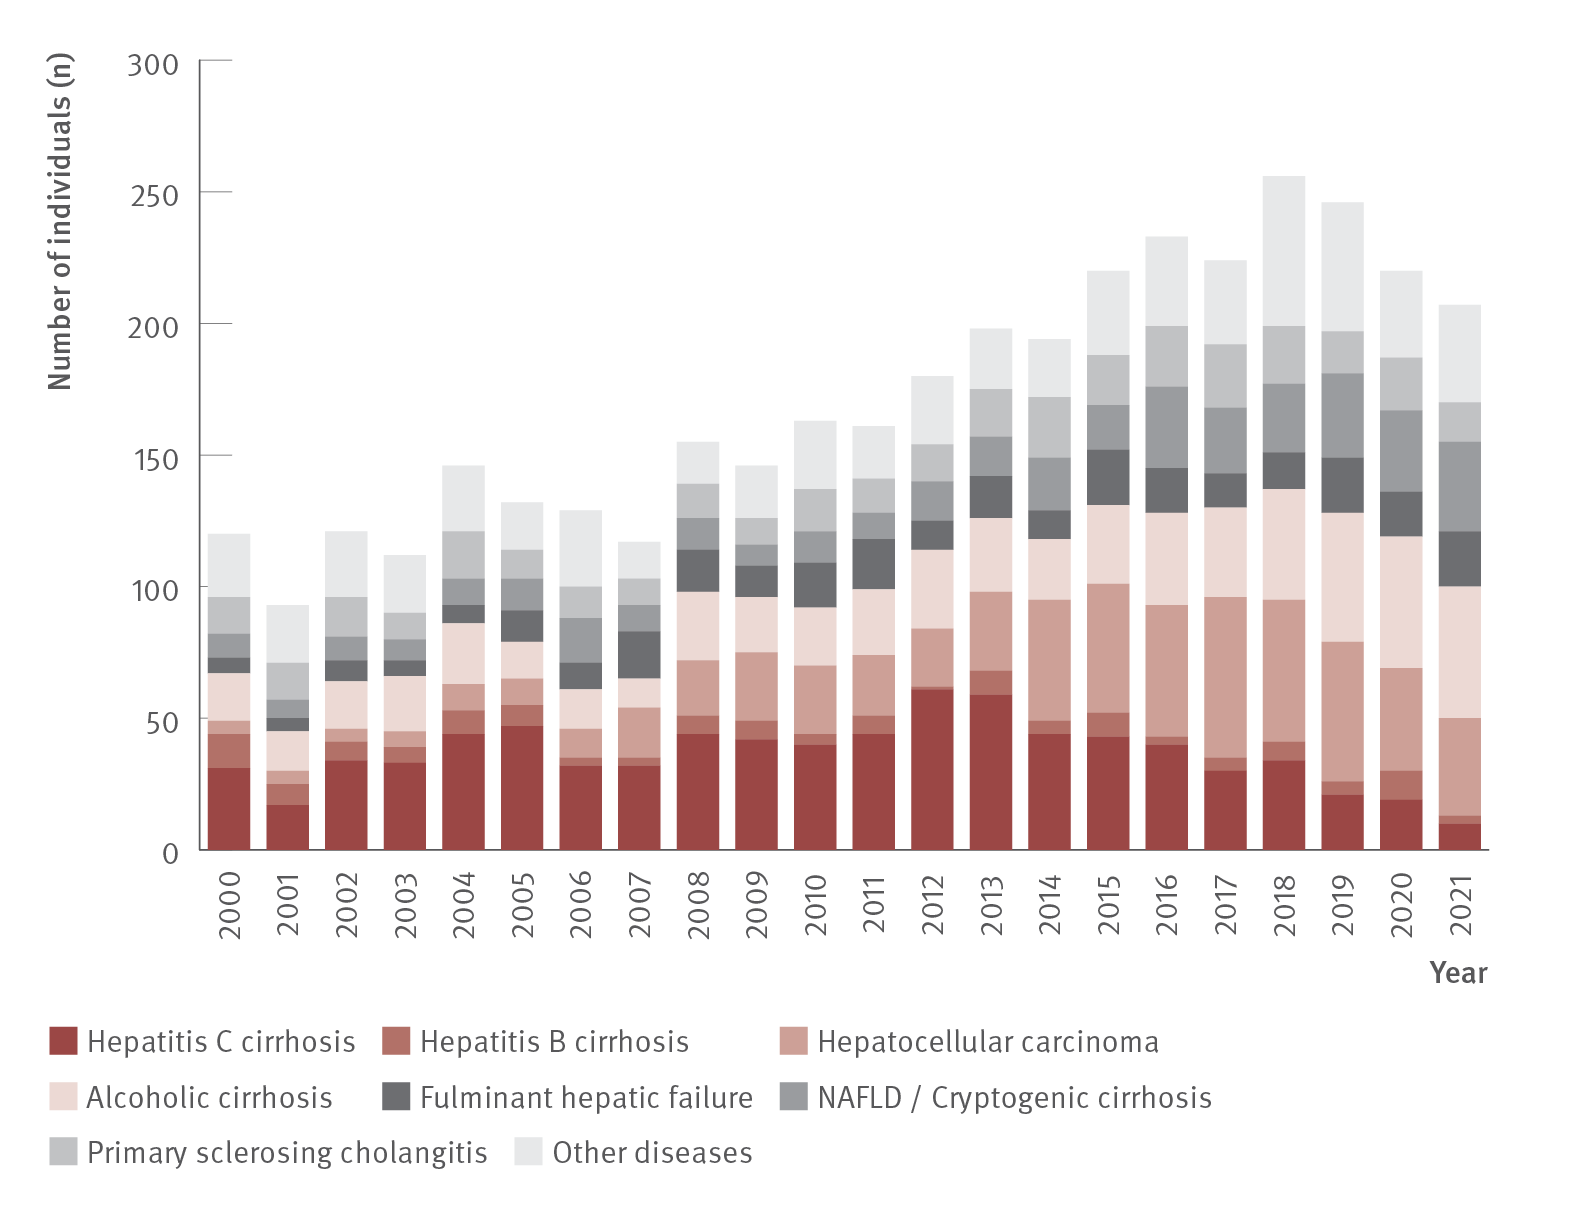 Number of individuals (n)
300
250
200
150
100
50
0
2000 2001 2002 2003 2004 2005 2006 2007 2008 2009 2010 2011 2012 2013 2014 2015 2016 2017 2018 2019 2020 2021
Year
Hepatitis C cirrhosis Hepatitis B cirrhosis Hepatocellular carcinoma
Alcoholic cirrhosis Fulminant hepatic failure NAFLD / Cryptogenic cirrhosis
Primary sclerosing cholangitis Other diseases